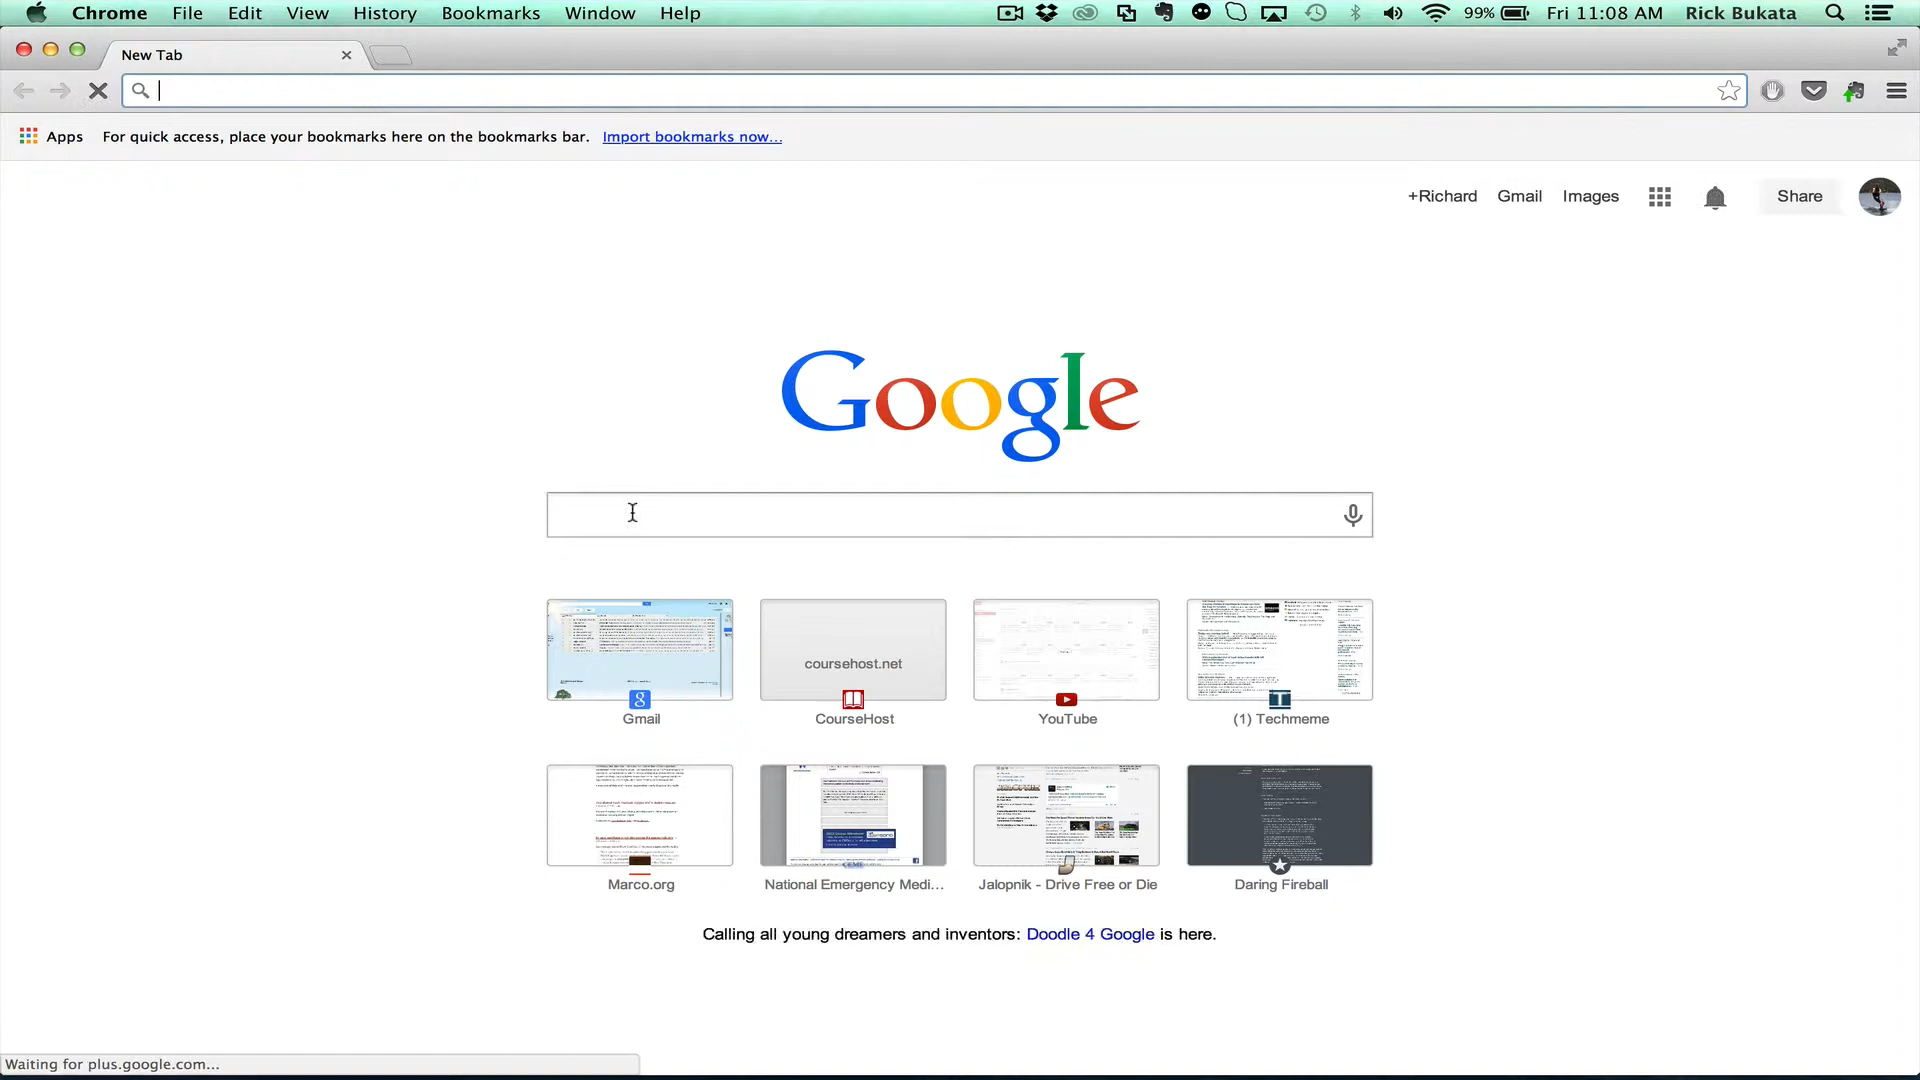 Chrome File Edit View History Bookmarks Window Help 99% Fri 11:08 AM Rick Bukata
New Tab
Apps For quick access, place your bookmarks here on the bookmarks bar. Import bookmarks now...
+Richard Gmail Images Share
Google
coursehost.net
Gmail CourseHost YouTube (1) Techmeme
Marco.org National Emergency Medi... Jalopnik - Drive Free or Die Daring Fireball
Calling all young dreamers and inventors: Doodle 4 Google is here.
Waiting for plus.google.com...